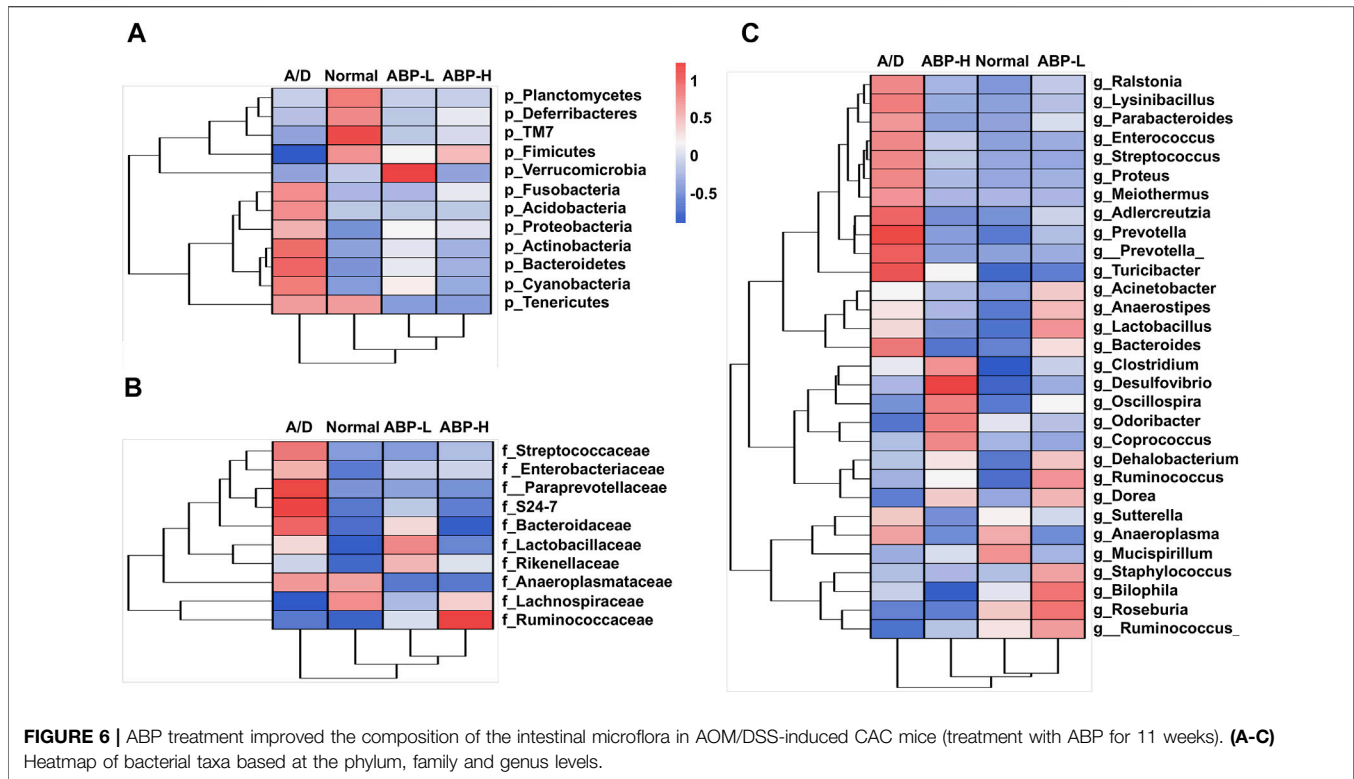 A
A/D Normal ABP-L ABP-H
p_Planctomycetes
p_Deferribacteres
p_TM7
p_Fimicutes
p_Verrucomicrobia
p_Fusobacteria
p_Acidobacteria
p_Proteobacteria
p_Actinobacteria
p_Bacteroidetes
p_Cyanobacteria
p_Tenericutes
1
0.5
0
-0.5
B
A/D Normal ABP-L ABP-H
f_Streptococcaceae
f_Enterobacteriaceae
f__Paraprevotellaceae
f_S24-7
f_Bacteroidaceae
f_Lactobacillaceae
f_Rikenellaceae
f_Anaeroplasmataceae
f_Lachnospiraceae
f_Ruminococcaceae
C
A/D ABP-H Normal ABP-L
g_Ralstonia
g_Lysinibacillus
g_Parabacteroides
g_Enterococcus
g_Streptococcus
g_Proteus
g_Meiothermus
g_Adlercreutzia
g_Prevotella
g__Prevotella_
g_Turicibacter
g_Acinetobacter
g_Anaerostipes
g_Lactobacillus
g_Bacteroides
g_Clostridium
g_Desulfovibrio
g_Oscillospira
g_Odoribacter
g_Coprococcus
g_Dehalobacterium
g_Ruminococcus
g_Dorea
g_Sutterella
g_Anaeroplasma
g_Mucispirillum
g_Staphylococcus
g_Bilophila
g_Roseburia
g__Ruminococcus_
FIGURE 6 | ABP treatment improved the composition of the intestinal microflora in AOM/DSS-induced CAC mice (treatment with ABP for 11 weeks). (A-C)
Heatmap of bacterial taxa based at the phylum, family and genus levels.